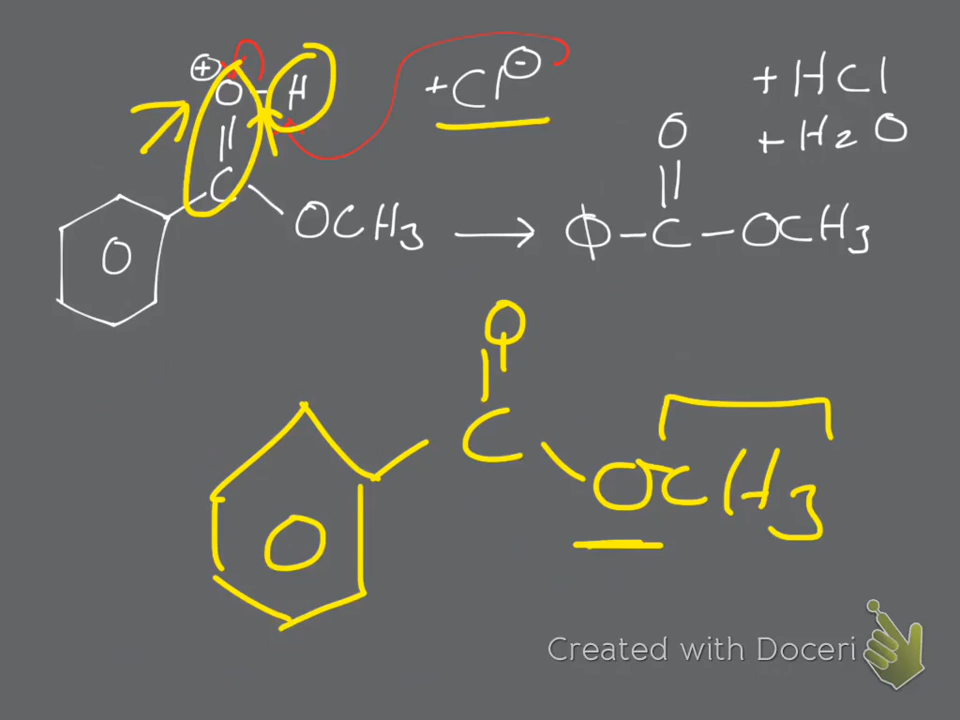 ⊕
O - H + Cl ⊖ + HCl
|| O + H2O
C ||
O OCH3 → Φ - C - OCH3
O
||
C
O OCH3
Created with Doceri